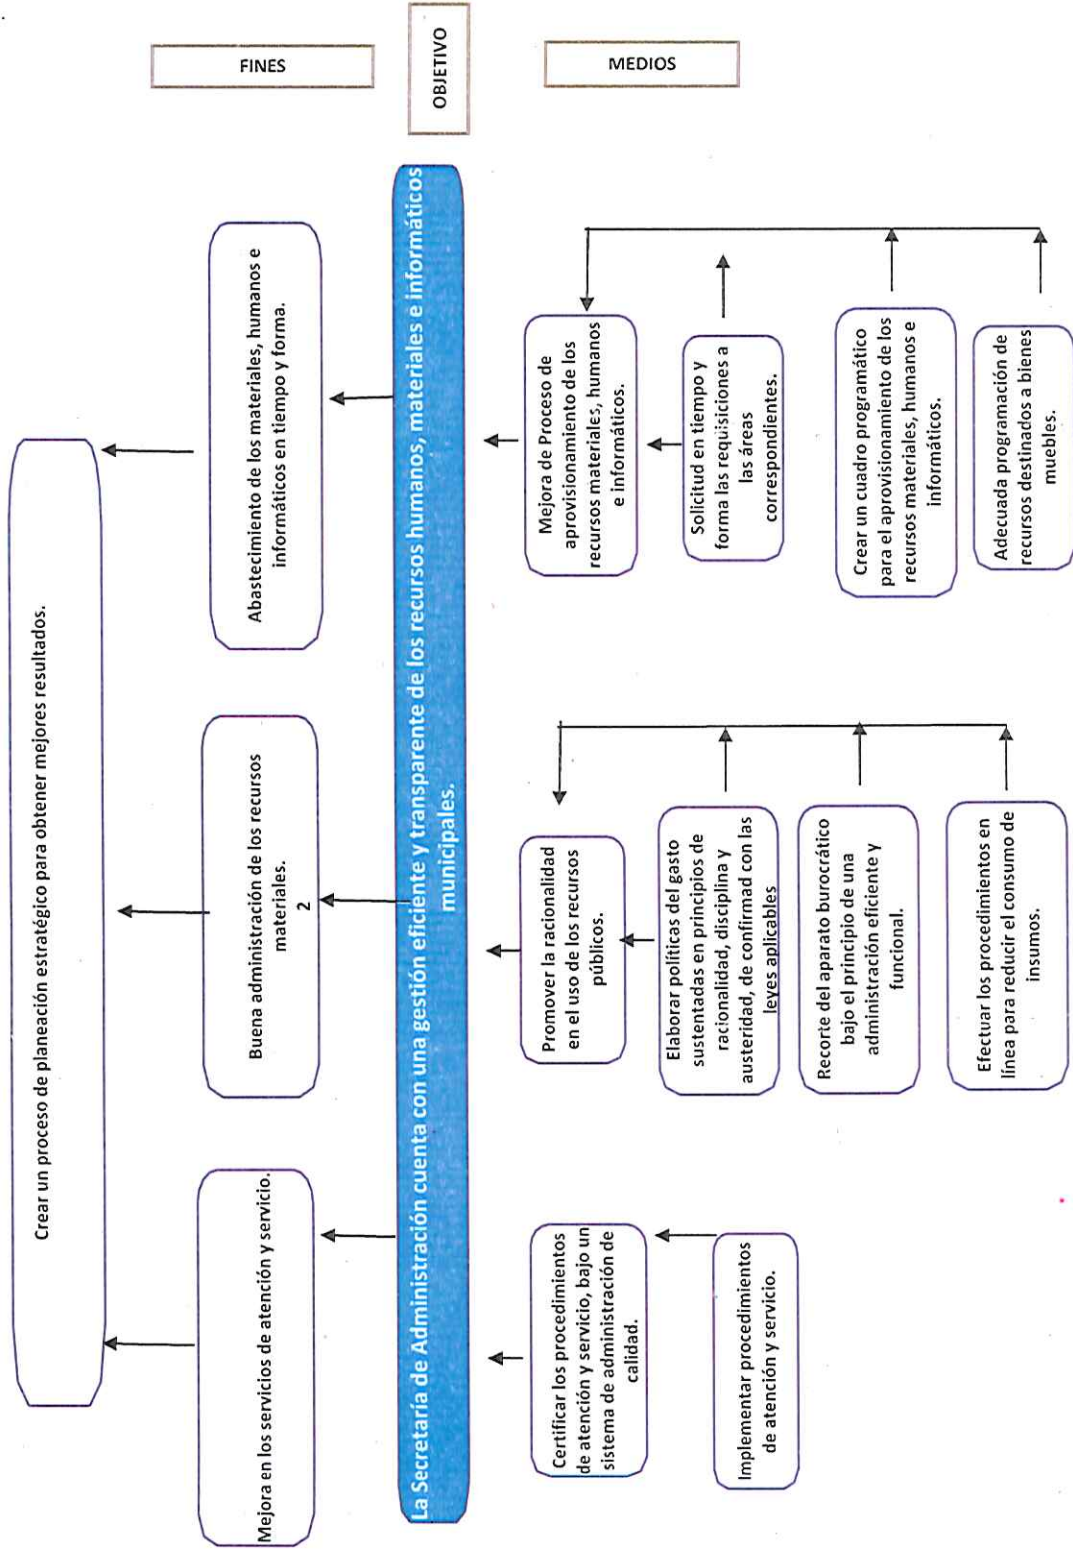 Crear un proceso de planeación estratégico para obtener mejores resultados.
FINES
Mejora en los servicios de atención y servicio.
Buena administración de los recursos
materiales.
2
Abastecimiento de los materiales, humanos e
informáticos en tiempo y forma.
OBJETIVO
La Secretaría de Administración cuenta con una gestión eficiente y transparente de los recursos humanos, materiales e informáticos
municipales.
MEDIOS
Certificar los procedimientos
de atención y servicio, bajo un
sistema de administración de
calidad.
Implementar procedimientos
de atención y servicio.
Promover la racionalidad
en el uso de los recursos
públicos.
Elaborar políticas del gasto
sustentadas en principios de
racionalidad, disciplina y
austeridad, de confirmad con las
leyes aplicables
Recorte del aparato burocrático
bajo el principio de una
administración eficiente y
funcional.
Efectuar los procedimientos en
línea para reducir el consumo de
insumos.
Mejora de Proceso de
aprovisionamiento de los
recursos materiales, humanos
e informáticos.
Solicitud en tiempo y
forma las requisiciones a
las áreas
correspondientes.
Crear un cuadro programático
para el aprovisionamiento de los
recursos materiales, humanos e
informáticos.
Adecuada programación de
recursos destinados a bienes
muebles.